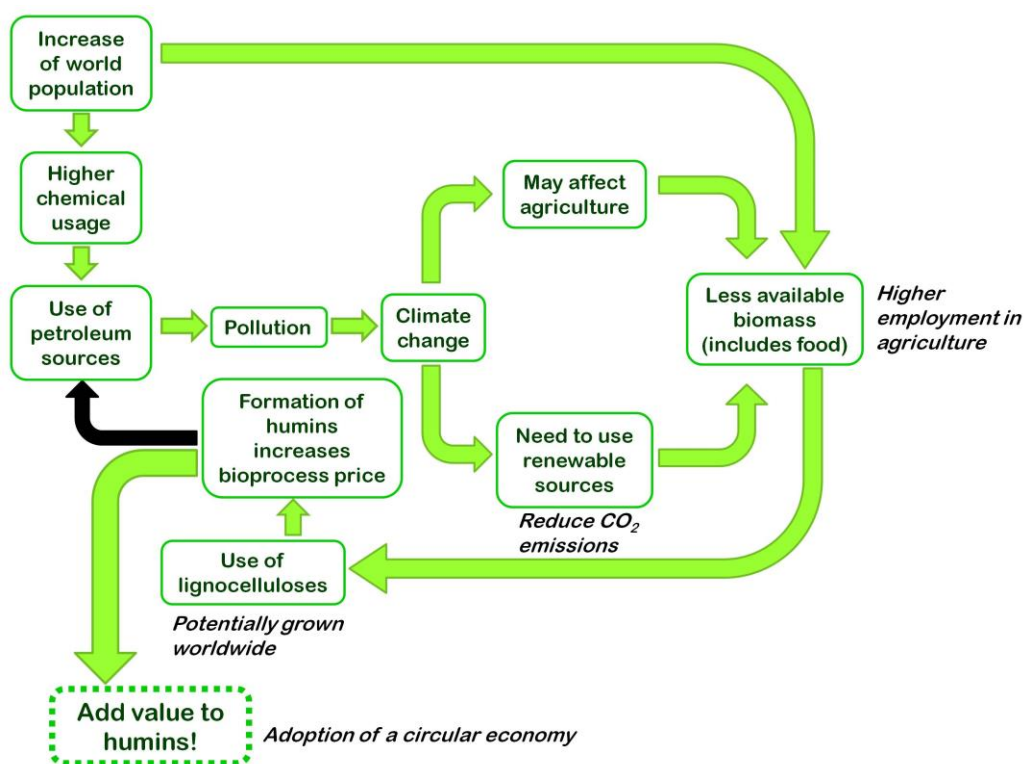 Increase
of world
population
Higher
chemical
usage
Use of
petroleum
sources
Pollution
Climate
change
May affect
agriculture
Need to use
renewable
sources
Reduce CO₂
emissions
Less available
biomass
(includes food)
Higher
employment in
agriculture
Use of
lignocelluloses
Potentially grown
worldwide
Formation of
humins
increases
bioprocess price
Add value to
humins!
Adoption of a circular economy